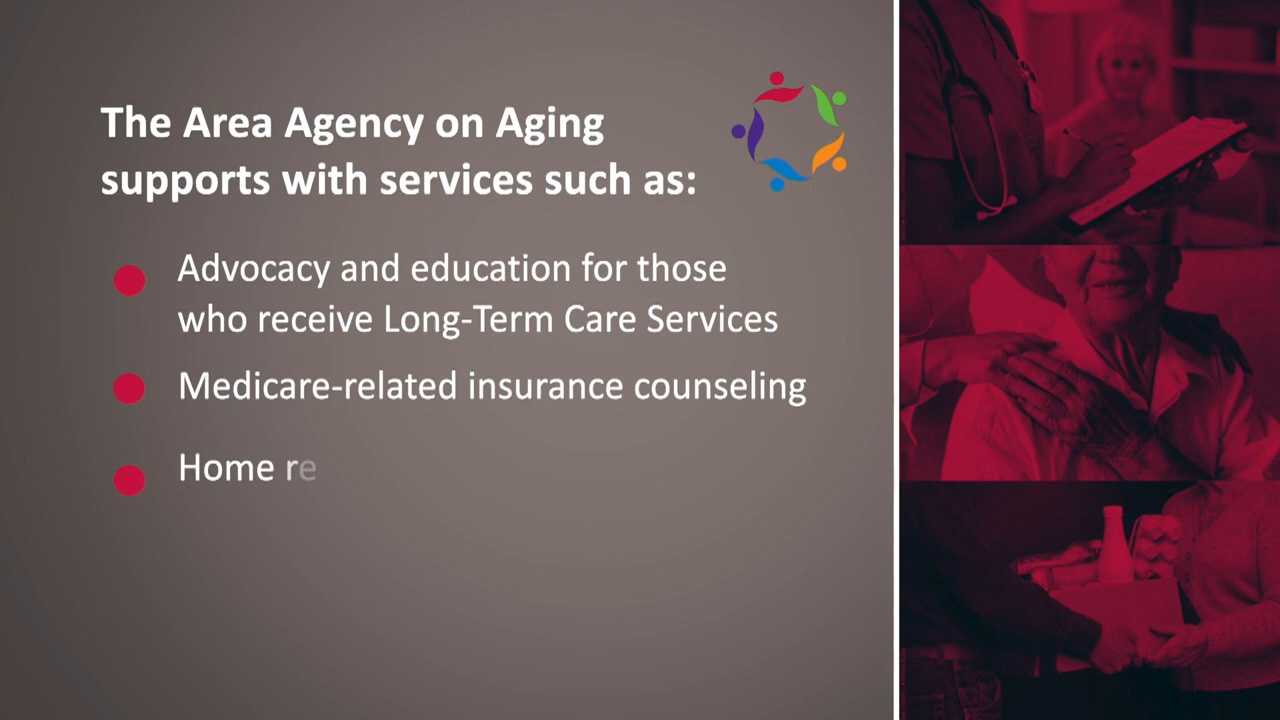 The Area Agency on Aging
supports with services such as:
Advocacy and education for those
who receive Long-Term Care Services
Medicare-related insurance counseling
Home re